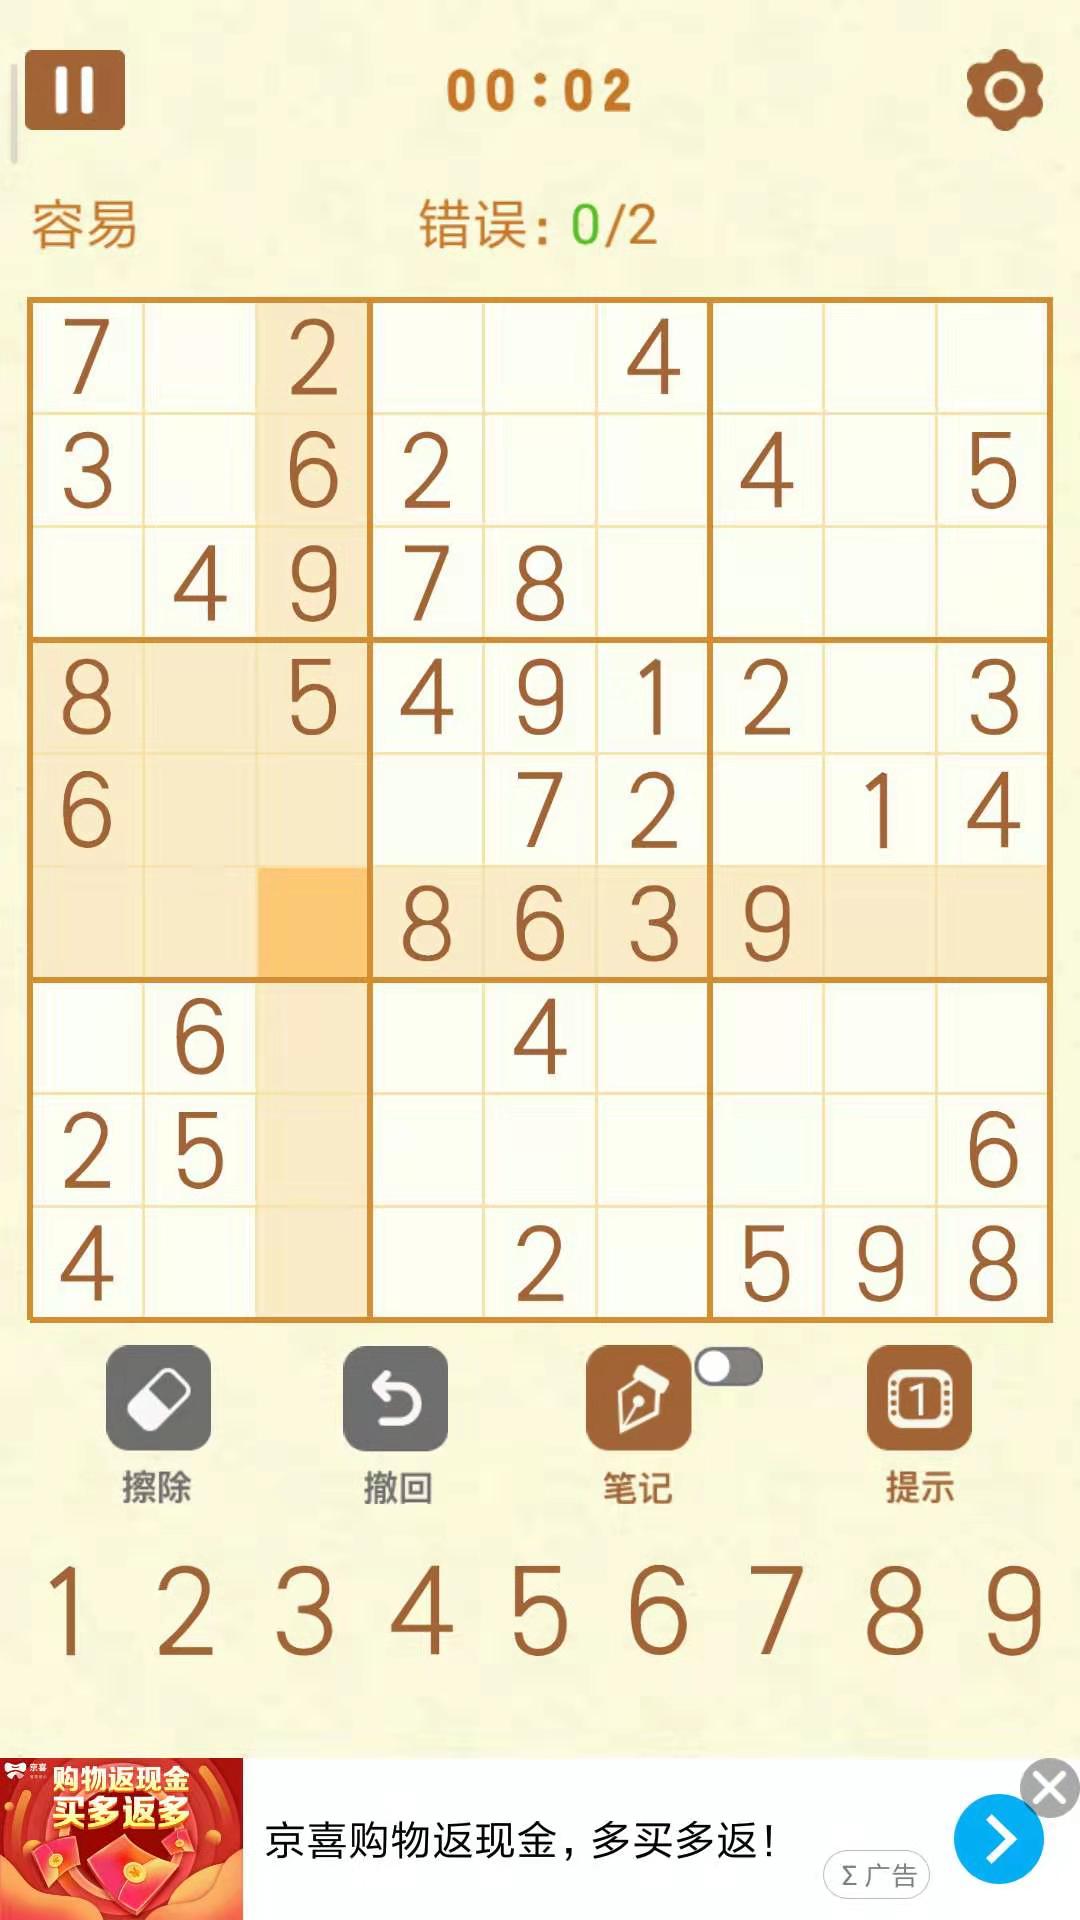 00:02
容易 错误: 0/2
7 2 4
3 6 2 4 5
4 9 7 8
8 5 4 9 1 2 3
6 7 2 1 4
8 6 3 9
6 4
2 5 6
4 2 5 9 8
1
擦除 撤回 笔记 提示
1 2 3 4 5 6 7 8 9
京喜
购物返现金
买多返多
京喜购物返现金，多买多返！
Σ 广告